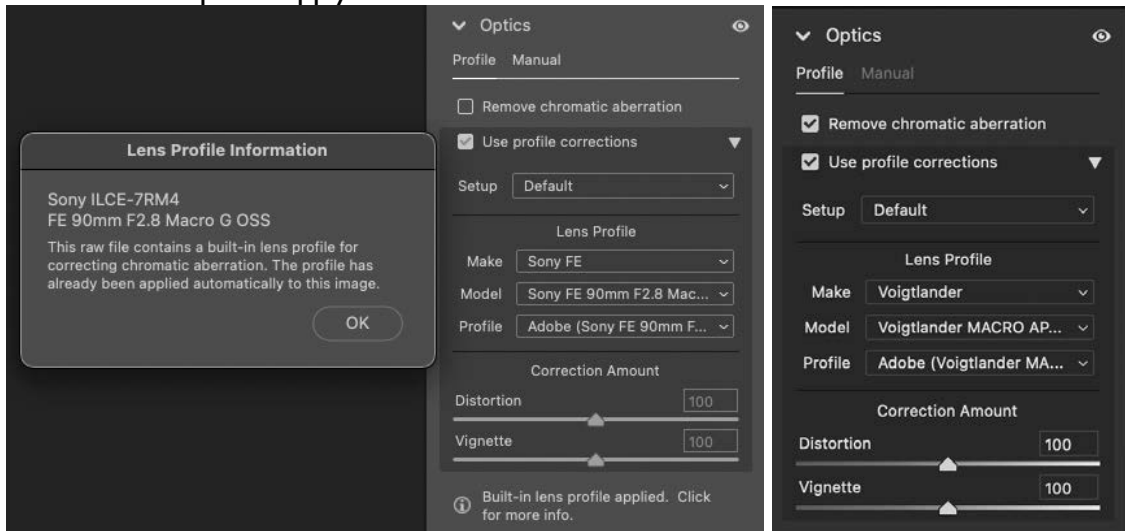 Optics
Profile Manual
Remove chromatic aberration
Use profile corrections
Setup Default
Lens Profile
Make Sony FE
Model Sony FE 90mm F2.8 Mac...
Profile Adobe (Sony FE 90mm F...
Correction Amount
Distortion 100
Vignette 100
Built-in lens profile applied. Click
for more info.
Lens Profile Information
Sony ILCE-7RM4
FE 90mm F2.8 Macro G OSS
This raw file contains a built-in lens profile for
correcting chromatic aberration. The profile has
already been applied automatically to this image.
OK
Optics
Profile Manual
Remove chromatic aberration
Use profile corrections
Setup Default
Lens Profile
Make Voigtlander
Model Voigtlander MACRO AP...
Profile Adobe (Voigtlander MA...
Correction Amount
Distortion 100
Vignette 100